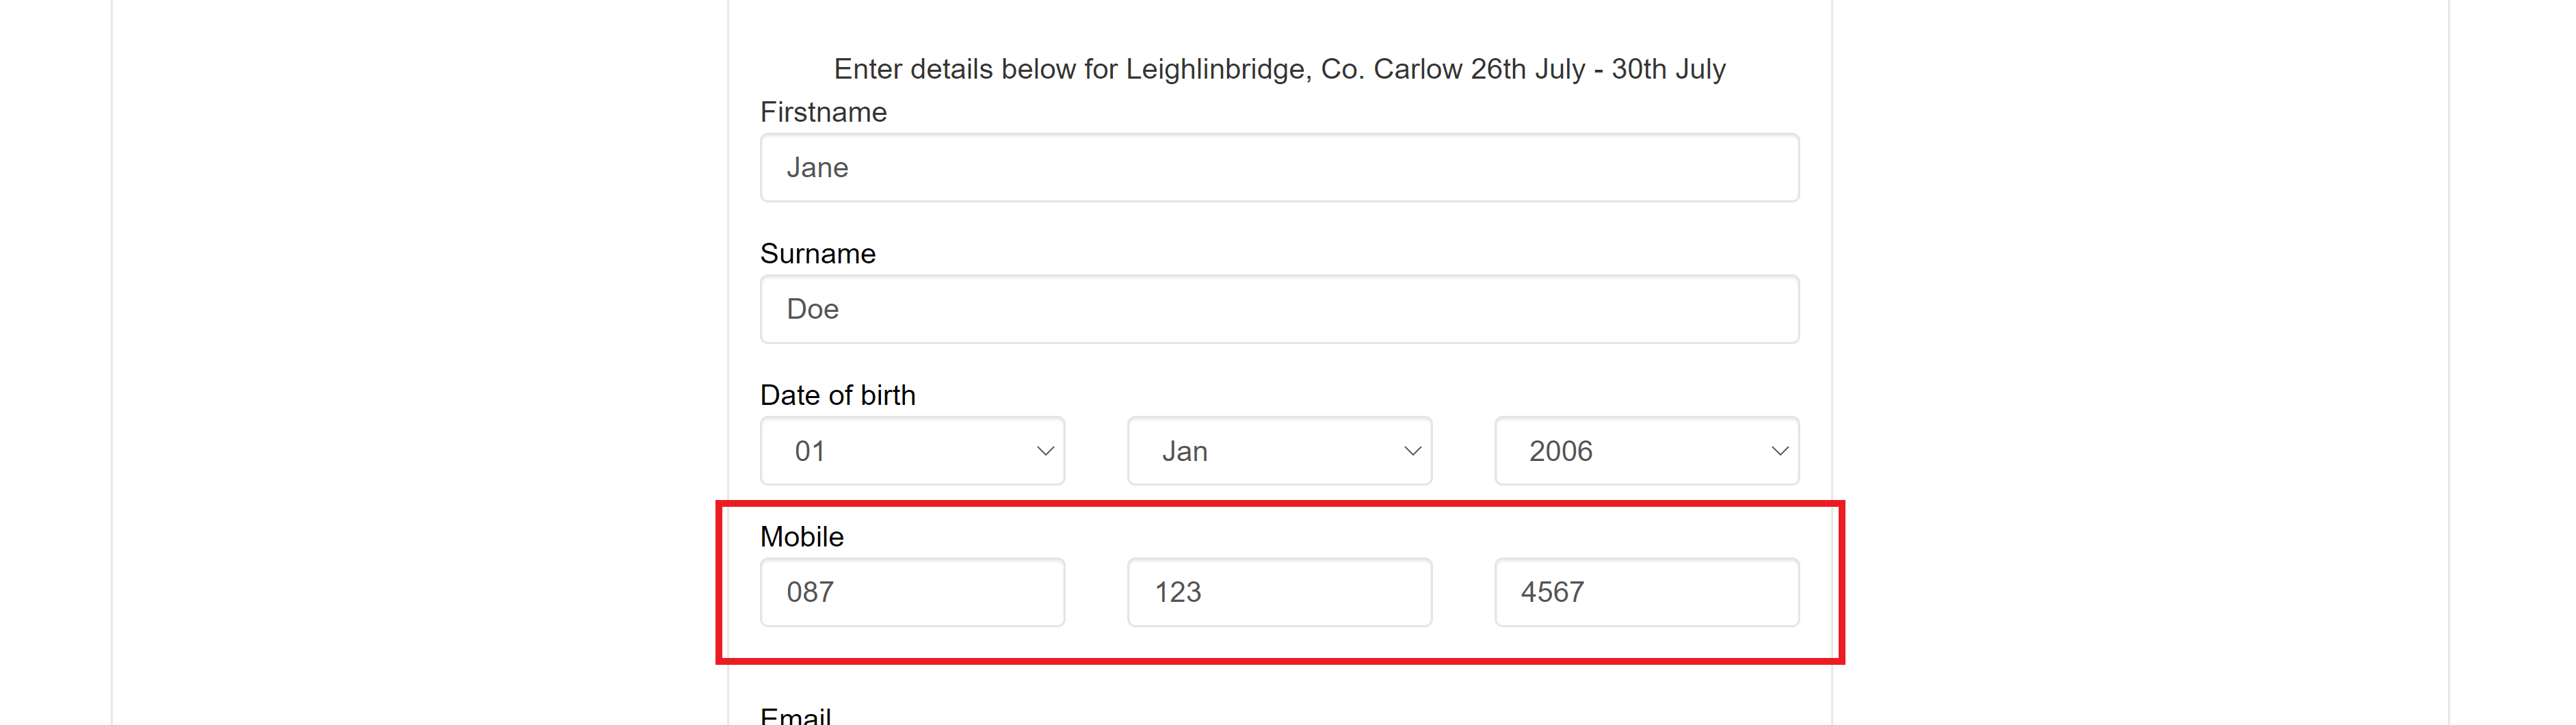 Enter details below for Leighlinbridge, Co. Carlow 26th July - 30th July
Firstname
Jane
Surname
Doe
Date of birth
01 Jan 2006
Mobile
087 123 4567
Email